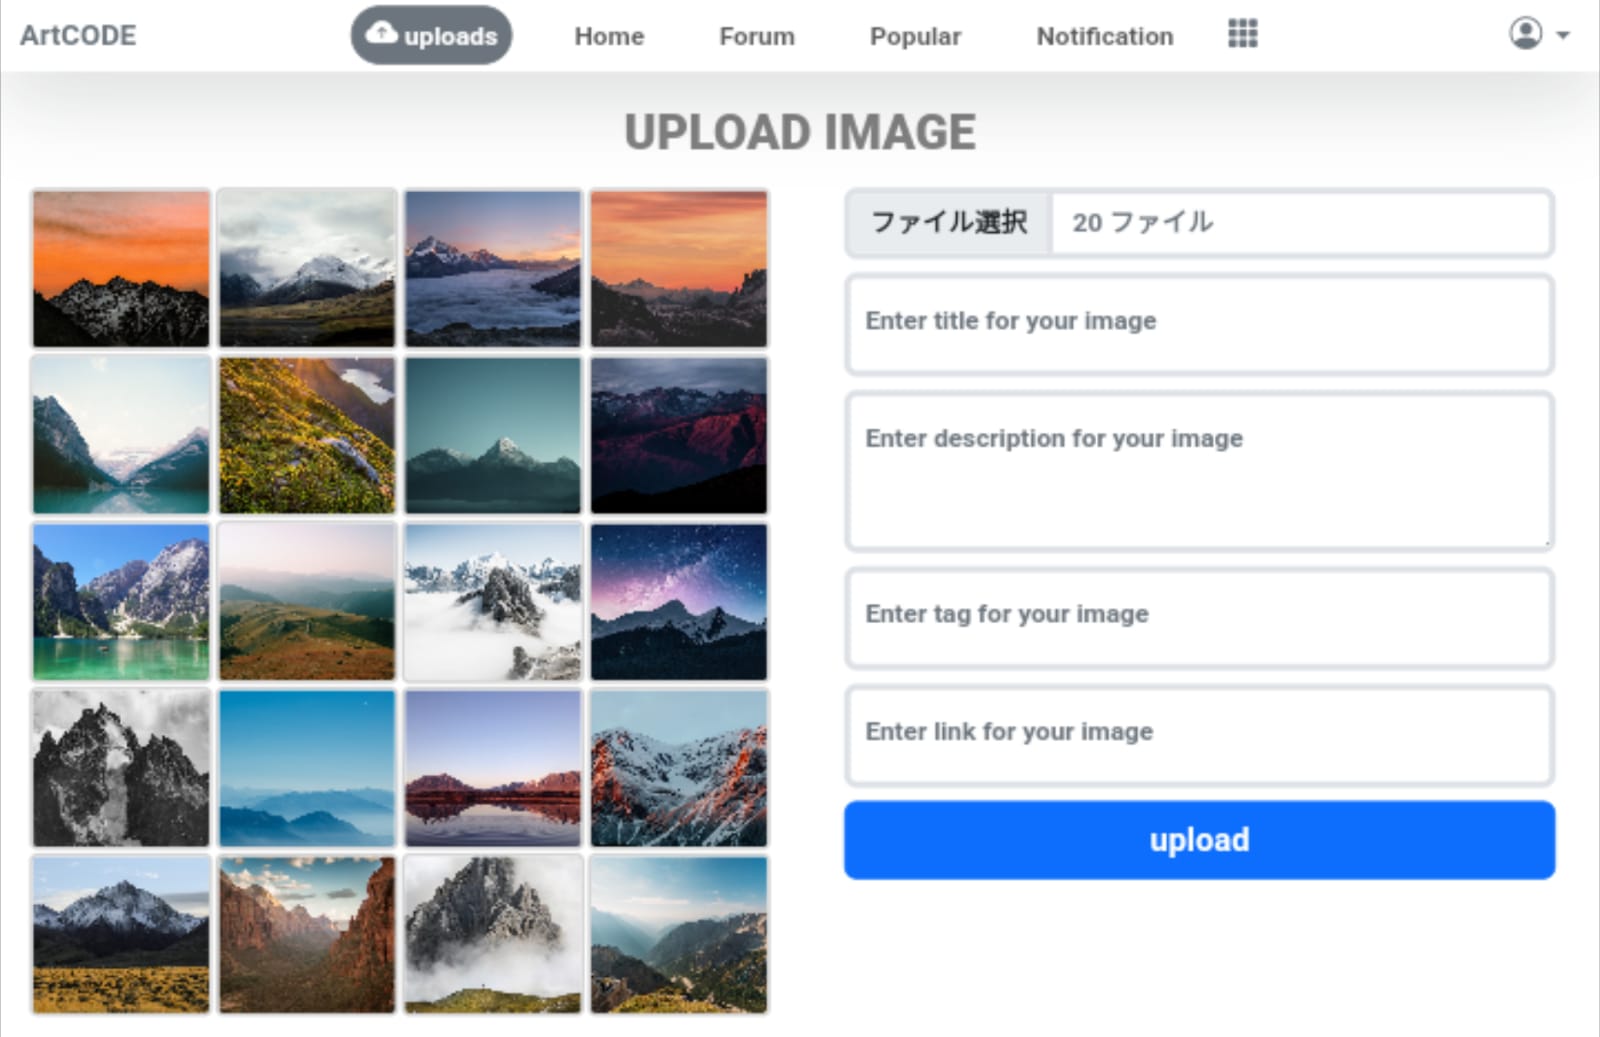 ArtCODE uploads Home Forum Popular Notification
UPLOAD IMAGE
ファイル選択 20 ファイル
Enter title for your image
Enter description for your image
Enter tag for your image
Enter link for your image
upload